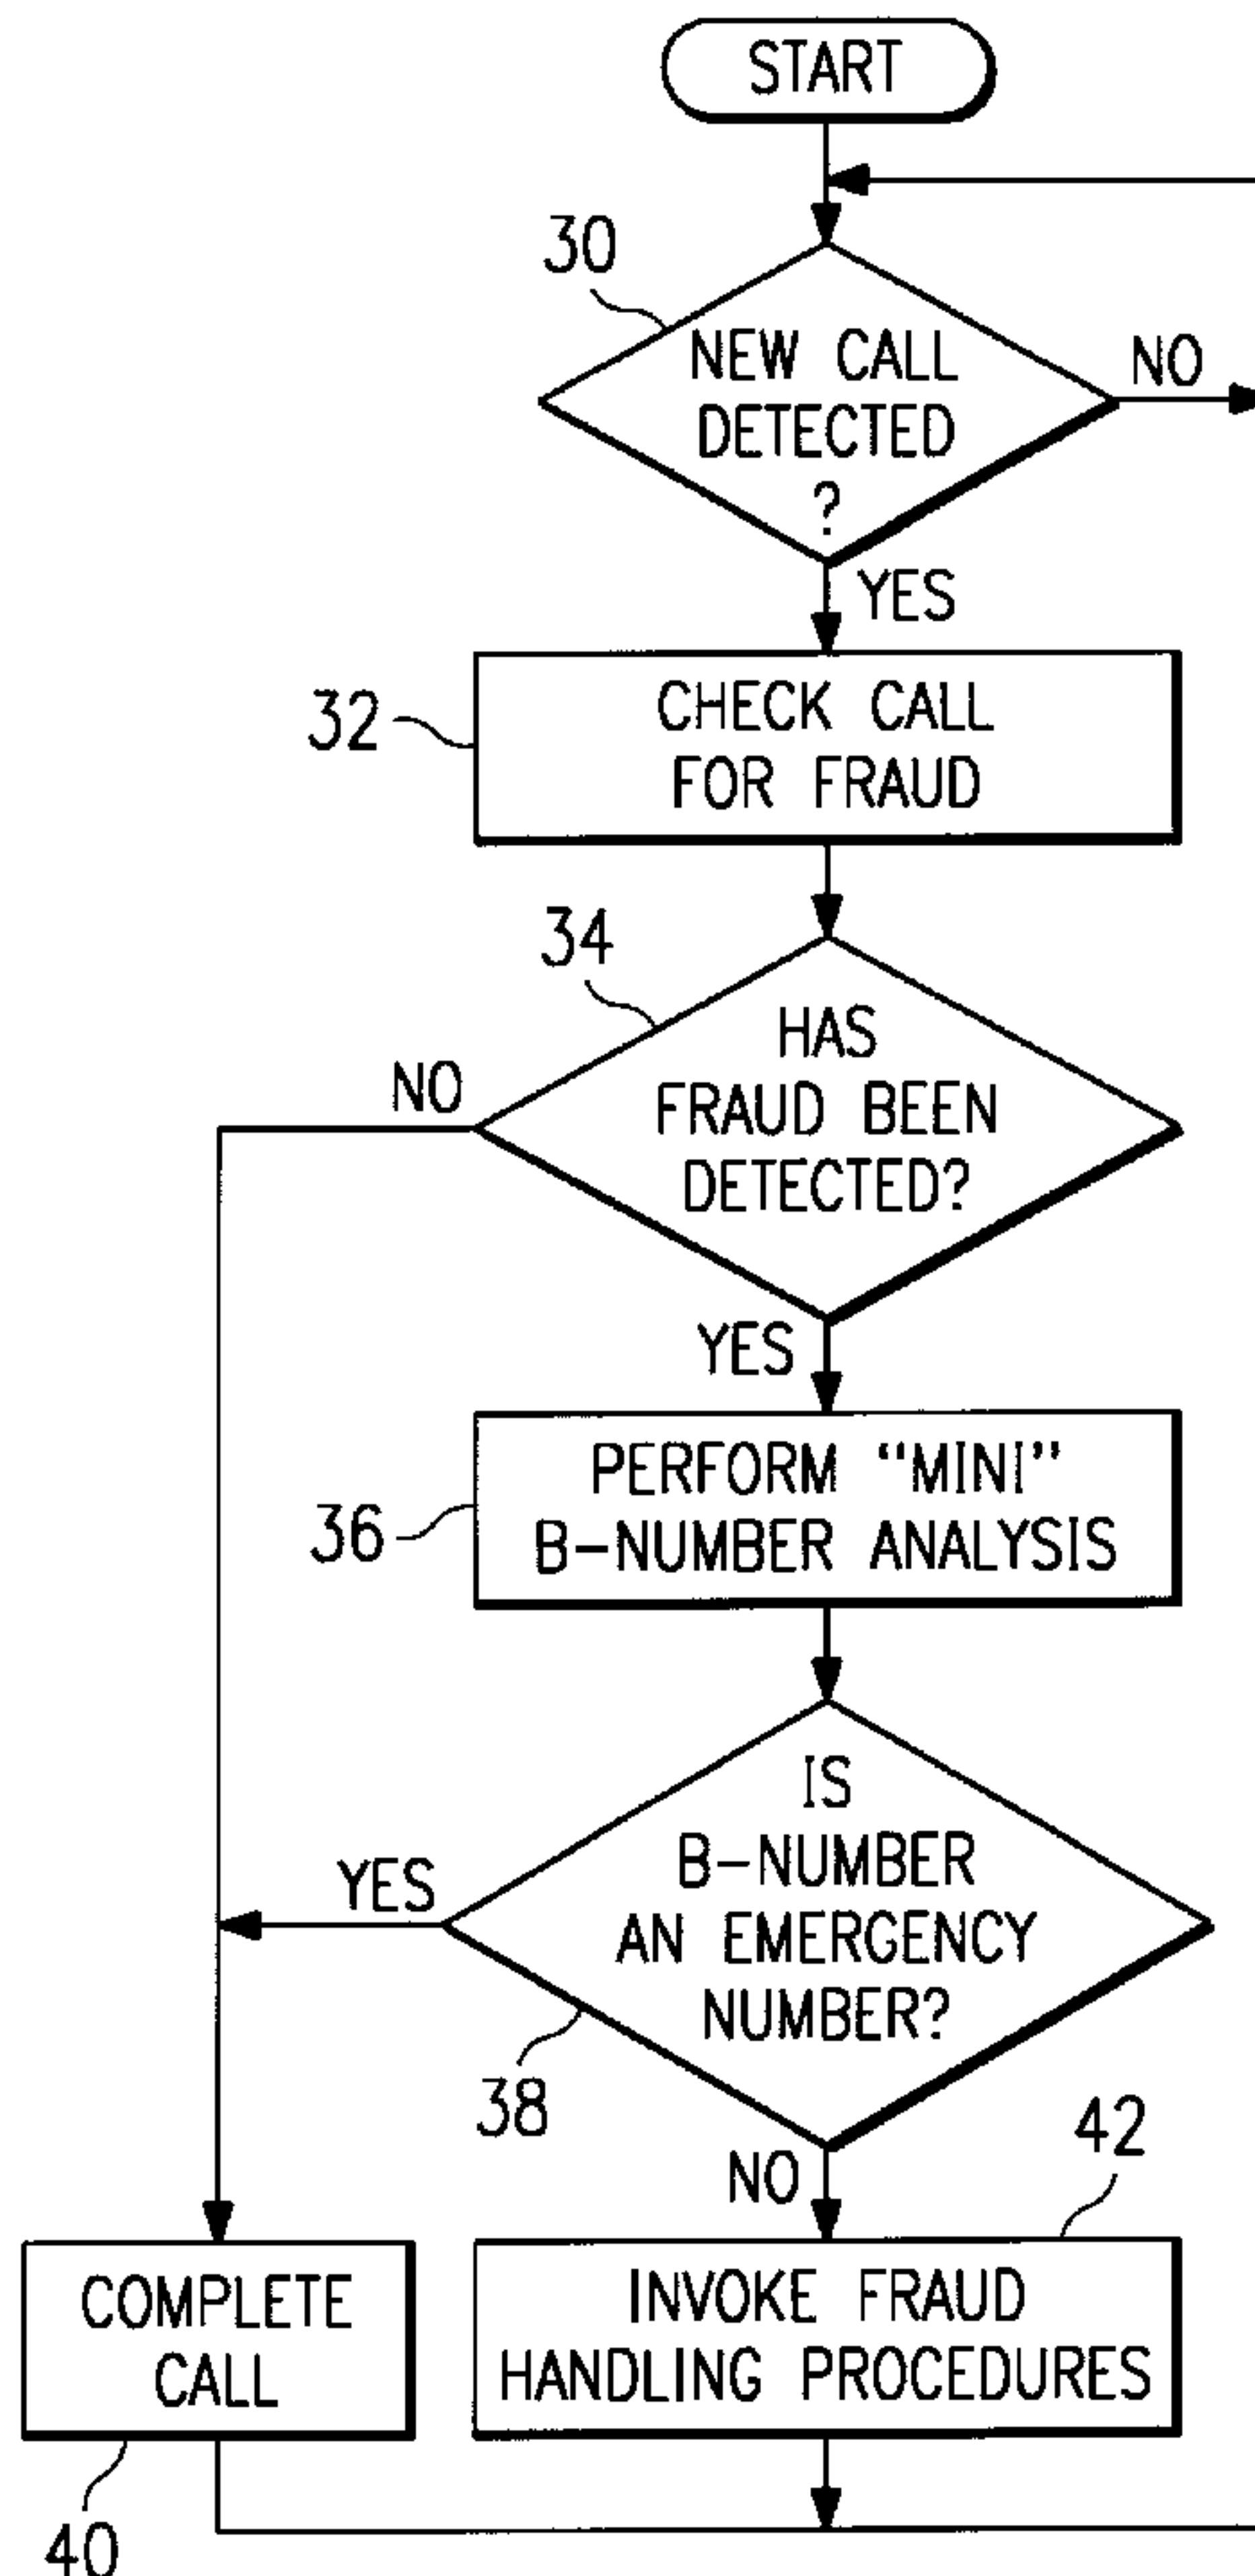 START
30
NEW CALL
DETECTED
?
NO
YES
32
CHECK CALL
FOR FRAUD
34
HAS
FRAUD BEEN
DETECTED?
NO
YES
36
PERFORM “MINI”
B-NUMBER ANALYSIS
IS
B-NUMBER
AN EMERGENCY
NUMBER?
YES
38
NO
42
COMPLETE
CALL
INVOKE FRAUD
HANDLING PROCEDURES
40